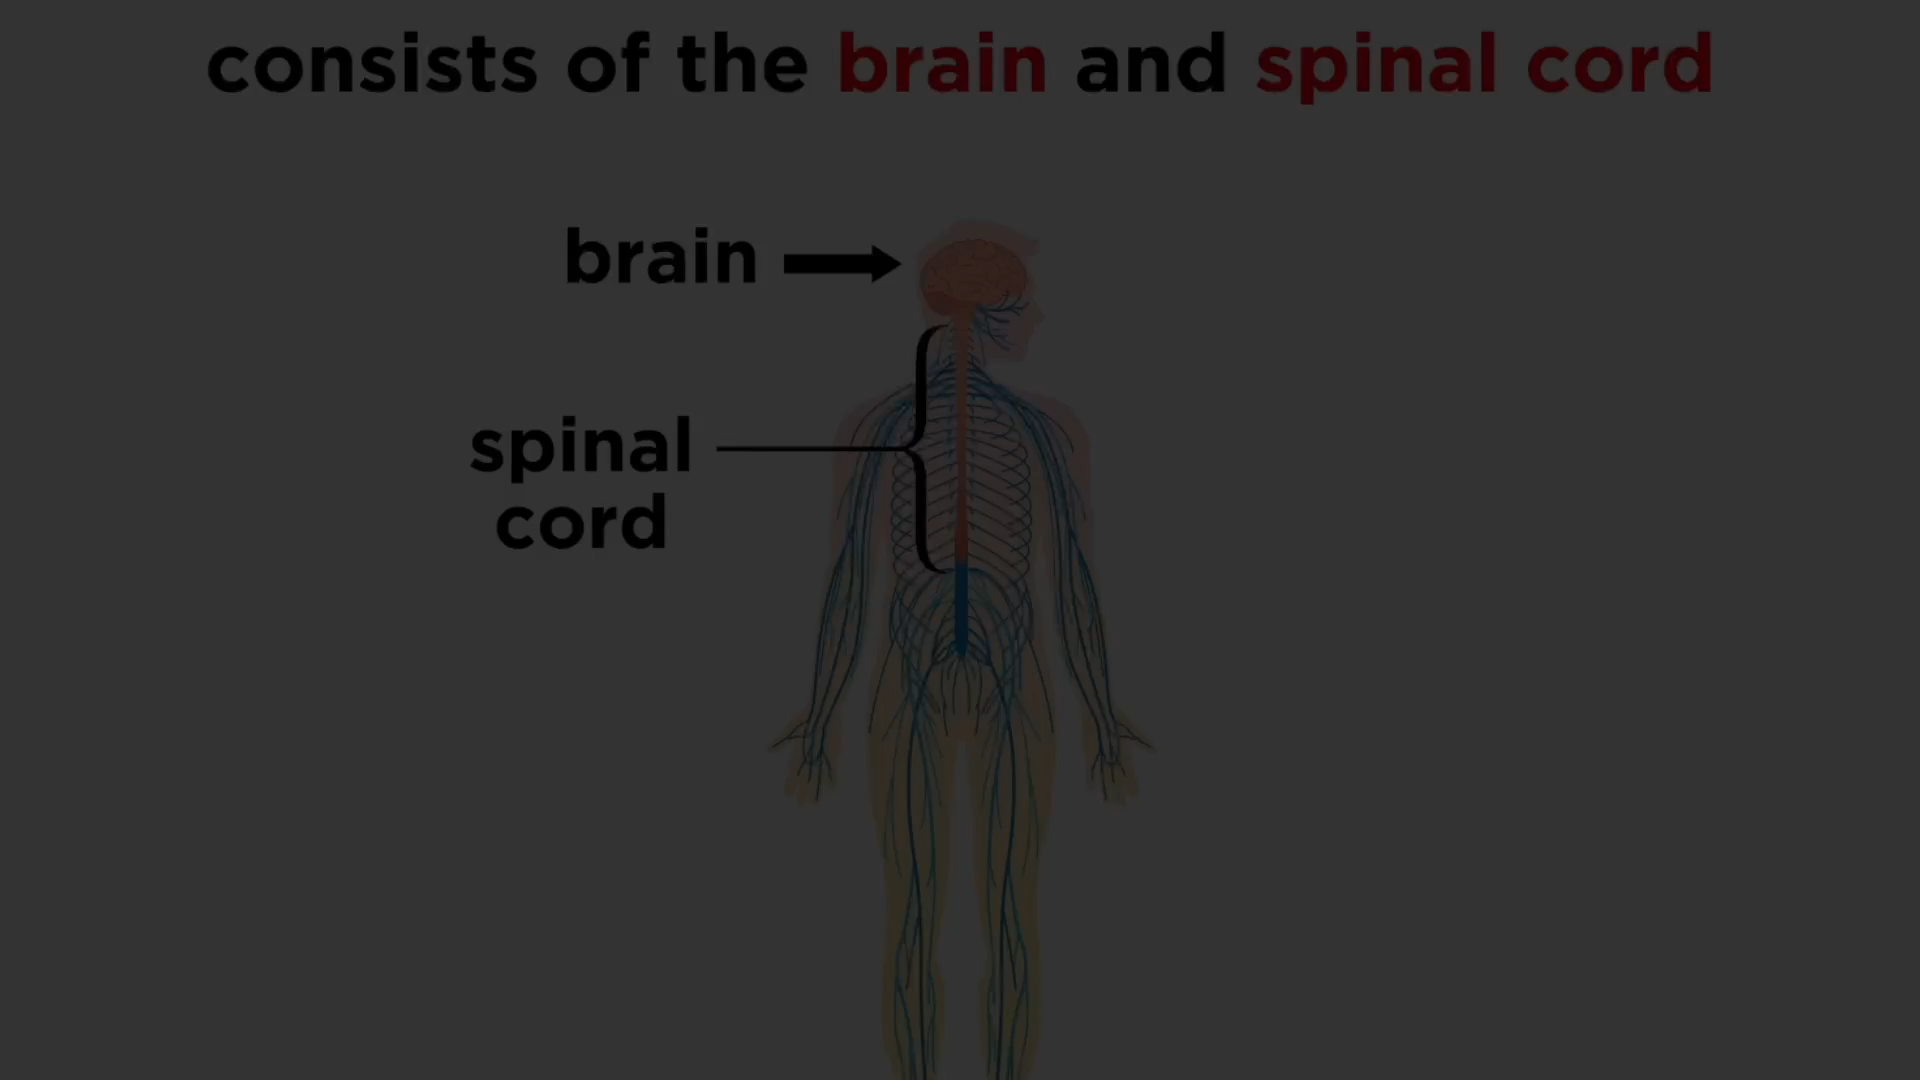 consists of the brain and spinal cord
brain
spinal
cord